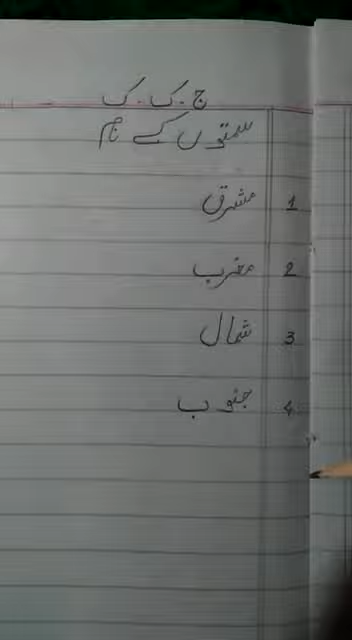 ج.ک.ک
سمتوں کے نام
1 مشرق
2 مغرب
3 شمال
4 جنوب